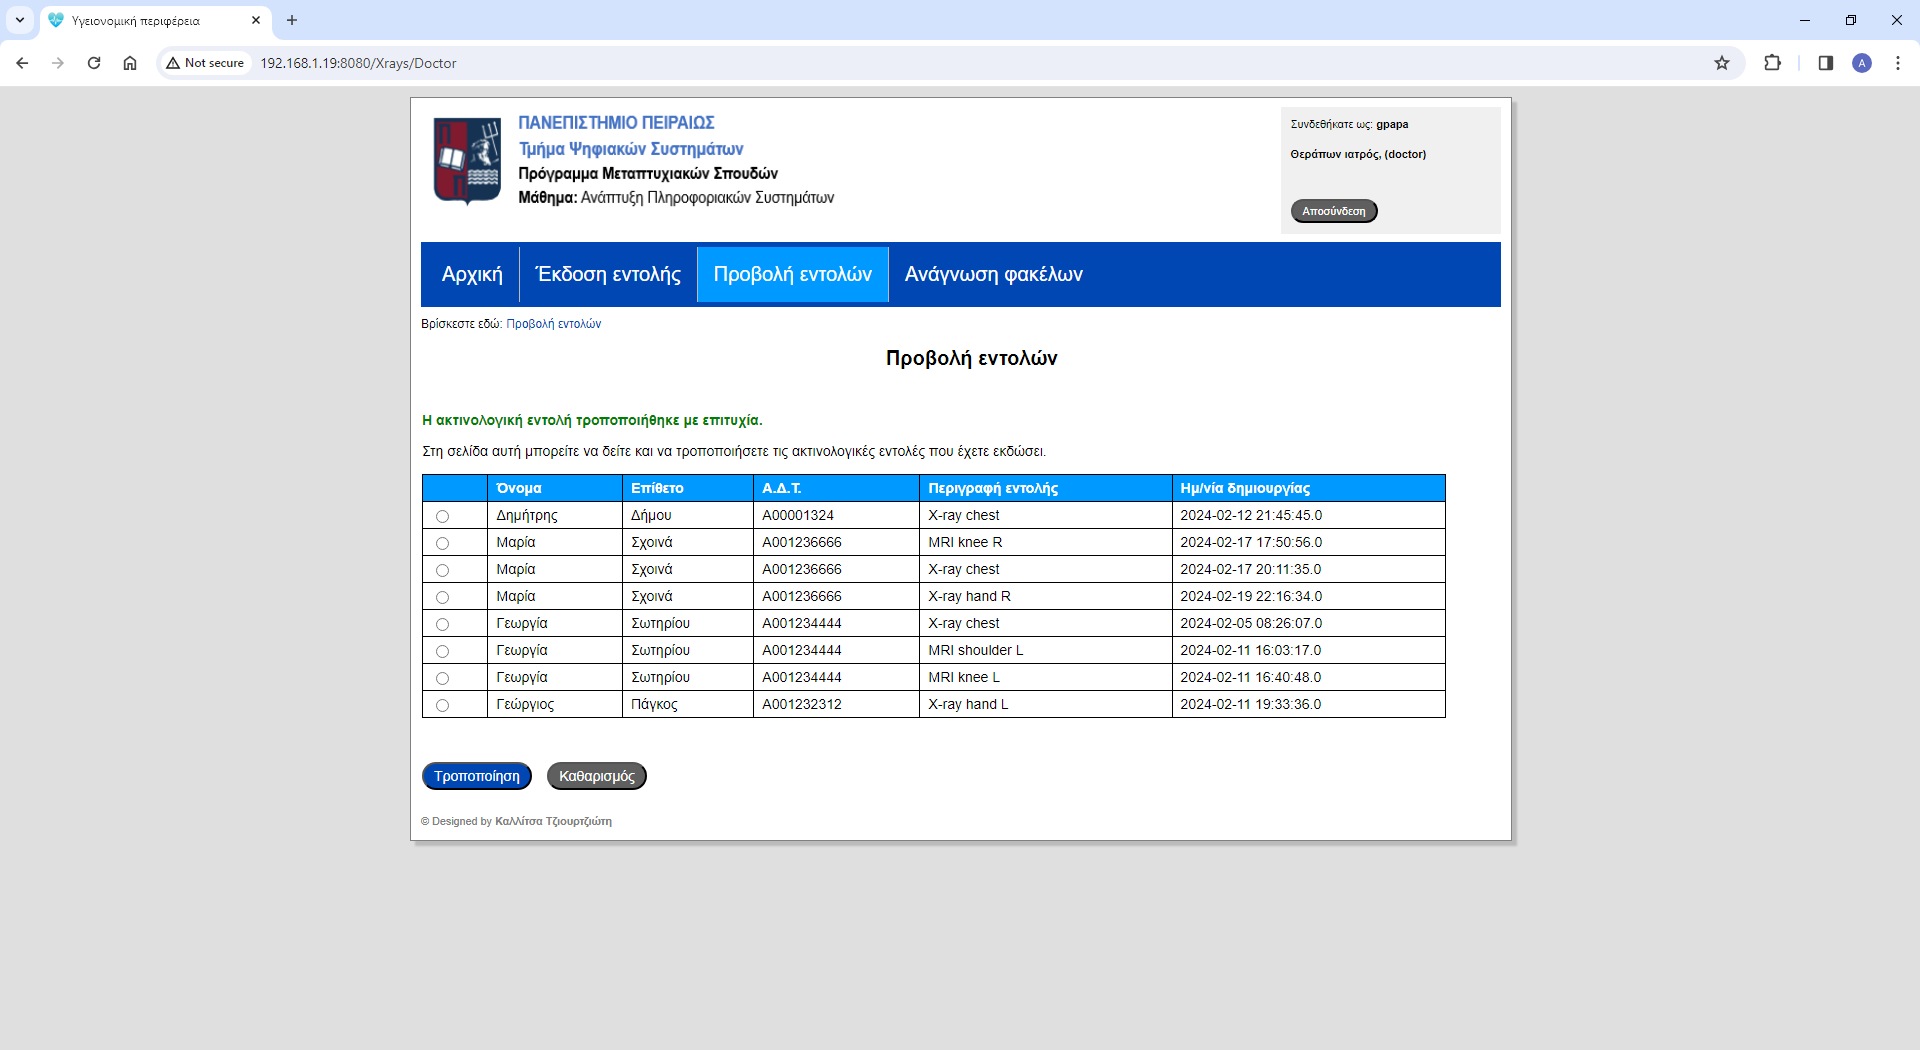 Υγειονομική περιφέρεια
Not secure
192.168.1.19:8080/Xrays/Doctor
A
ΠΑΝΕΠΙΣΤΗΜΙΟ ΠΕΙΡΑΙΩΣ
Τμήμα Ψηφιακών Συστημάτων
Πρόγραμμα Μεταπτυχιακών Σπουδών
Μάθημα: Ανάπτυξη Πληροφοριακών Συστημάτων
Συνδεθήκατε ως: gpapa
Θεράπων ιατρός, (doctor)
Αποσύνδεση
Αρχική Έκδοση εντολής Προβολή εντολών Ανάγνωση φακέλων
Βρίσκεστε εδώ: Προβολή εντολών
Προβολή εντολών
Η ακτινολογική εντολή τροποποιήθηκε με επιτυχία.
Στη σελίδα αυτή μπορείτε να δείτε και να τροποποιήσετε τις ακτινολογικές εντολές που έχετε εκδώσει.
Όνομα Επίθετο Α.Δ.Τ. Περιγραφή εντολής Ημ/νία δημιουργίας
Δημήτρης Δήμου A00001324 X-ray chest 2024-02-12 21:45:45.0
Μαρία Σχοινά A001236666 MRI knee R 2024-02-17 17:50:56.0
Μαρία Σχοινά A001236666 X-ray chest 2024-02-17 20:11:35.0
Μαρία Σχοινά A001236666 X-ray hand R 2024-02-19 22:16:34.0
Γεωργία Σωτηρίου A001234444 X-ray chest 2024-02-05 08:26:07.0
Γεωργία Σωτηρίου A001234444 MRI shoulder L 2024-02-11 16:03:17.0
Γεωργία Σωτηρίου A001234444 MRI knee L 2024-02-11 16:40:48.0
Γεώργιος Πάγκος A001232312 X-ray hand L 2024-02-11 19:33:36.0
Τροποποίηση Καθαρισμός
© Designed by Καλλίτσα Τζιουρτζιώτη